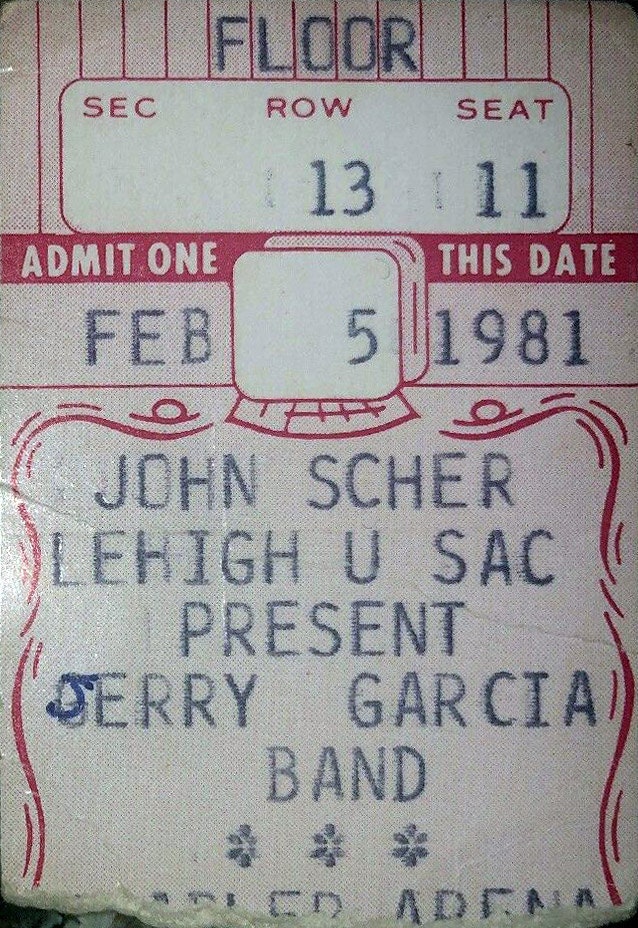 FLOOR
SEC ROW SEAT
13 11
ADMIT ONE THIS DATE
FEB 5 1981
JOHN SCHER
LEHIGH U SAC
PRESENT
JERRY GARCIA
BAND
* * *
ARENA